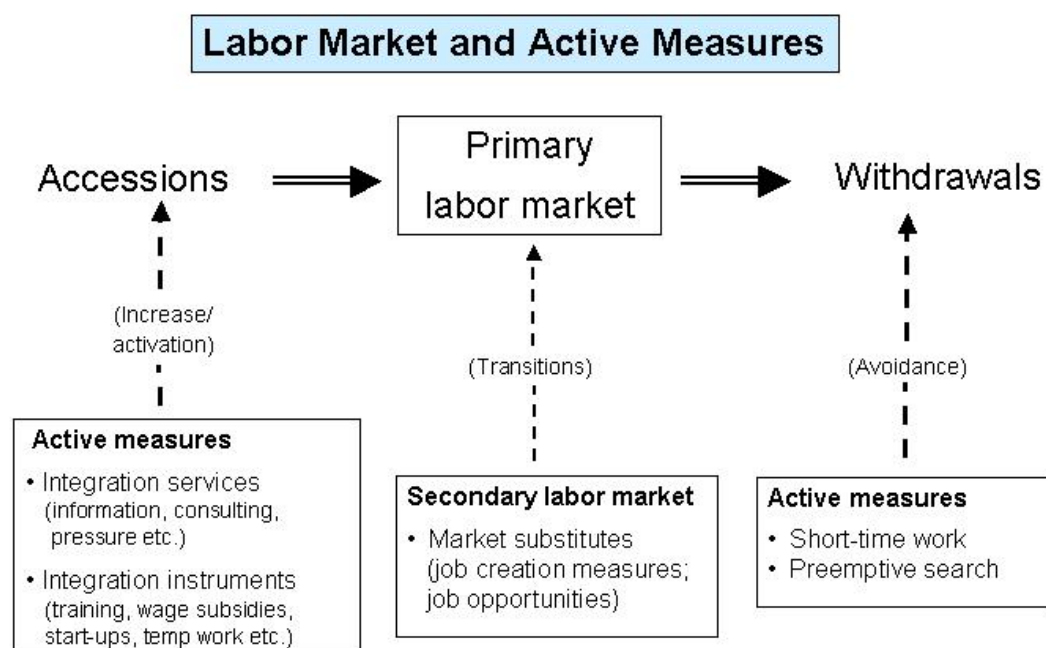 Labor Market and Active Measures
Accessions
Primary
labor market
Withdrawals
(Increase/
activation)
(Transitions)
(Avoidance)
Active measures
• Integration services
(information, consulting,
pressure etc.)
• Integration instruments
(training, wage subsidies,
start-ups, temp work etc.)
Secondary labor market
• Market substitutes
(job creation measures;
job opportunities)
Active measures
• Short-time work
• Preemptive search